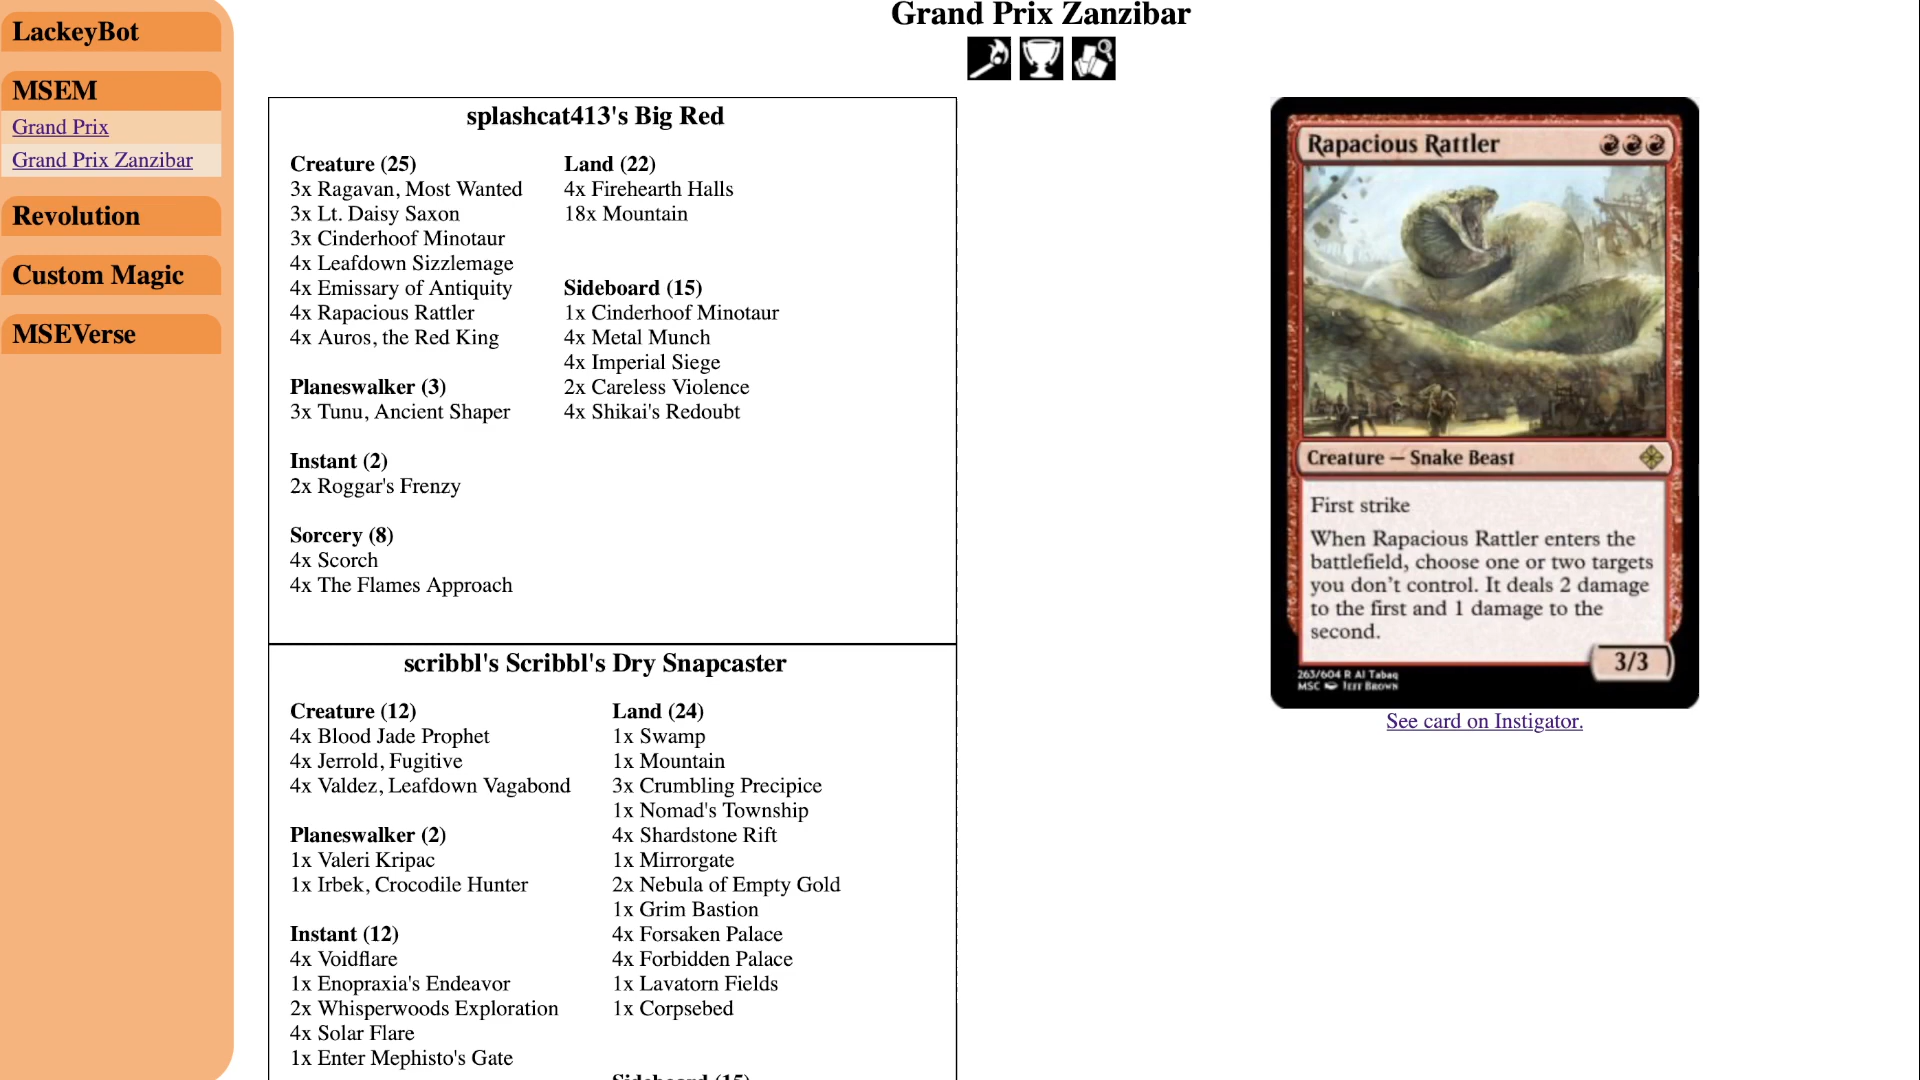 LackeyBot
MSEM
Grand Prix
Grand Prix Zanzibar
Revolution
Custom Magic
MSEVerse
Grand Prix Zanzibar
splashcat413's Big Red
Creature (25)
3x Ragavan, Most Wanted
3x Lt. Daisy Saxon
3x Cinderhoof Minotaur
4x Leafdown Sizzlemage
4x Emissary of Antiquity
4x Rapacious Rattler
4x Auros, the Red King
Planeswalker (3)
3x Tunu, Ancient Shaper
Instant (2)
2x Roggar's Frenzy
Sorcery (8)
4x Scorch
4x The Flames Approach
Land (22)
4x Firehearth Halls
18x Mountain
Sideboard (15)
1x Cinderhoof Minotaur
4x Metal Munch
4x Imperial Siege
2x Careless Violence
4x Shikai's Redoubt
scribbl's Scribbl's Dry Snapcaster
Creature (12)
4x Blood Jade Prophet
4x Jerrold, Fugitive
4x Valdez, Leafdown Vagabond
Planeswalker (2)
1x Valeri Kripac
1x Irbek, Crocodile Hunter
Instant (12)
4x Voidflare
1x Enopraxia's Endeavor
2x Whisperwoods Exploration
4x Solar Flare
1x Enter Mephisto's Gate
Land (24)
1x Swamp
1x Mountain
3x Crumbling Precipice
1x Nomad's Township
4x Shardstone Rift
1x Mirrorgate
2x Nebula of Empty Gold
1x Grim Bastion
4x Forsaken Palace
4x Forbidden Palace
1x Lavatorn Fields
1x Corpsebed
Sideboard (15)
Rapacious Rattler
Creature — Snake Beast
First strike
When Rapacious Rattler enters the
battlefield, choose one or two targets
you don't control. It deals 2 damage
to the first and 1 damage to the
second.
3/3
263/604 R Al Tabaq
MSC Jeff Brown
See card on Instigator.